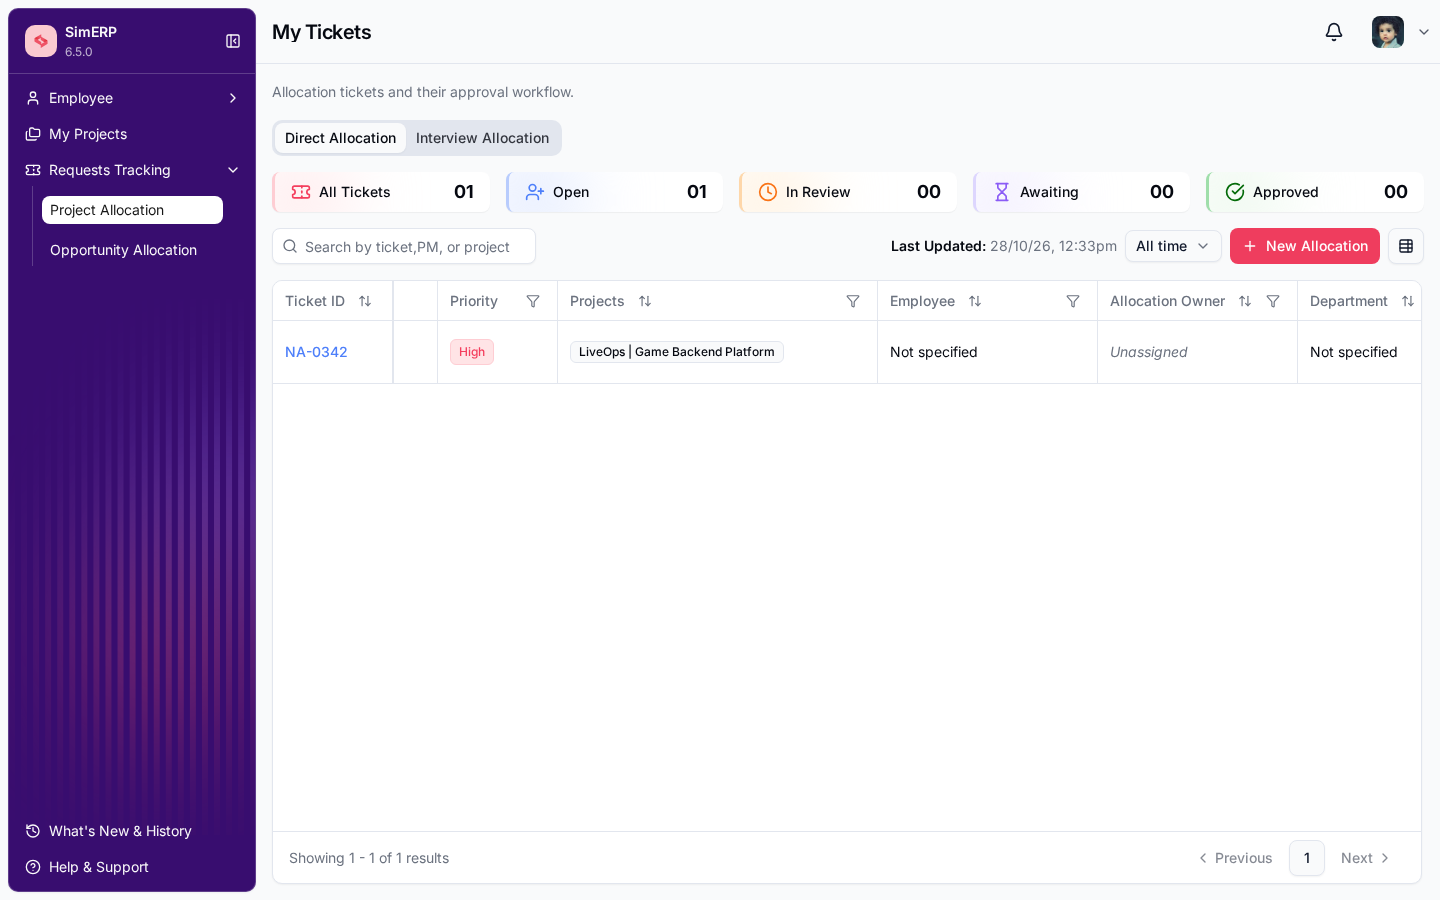 SimERP
6.5.0
Employee
My Projects
Requests Tracking
Project Allocation
Opportunity Allocation
What's New & History
Help & Support
My Tickets
Allocation tickets and their approval workflow.
Direct Allocation Interview Allocation
All Tickets 01 Open 01 In Review 00 Awaiting 00 Approved 00
Search by ticket,PM, or project Last Updated: 28/10/26, 12:33pm All time New Allocation
Ticket ID Priority Projects Employee Allocation Owner Department
NA-0342 High LiveOps | Game Backend Platform Not specified Unassigned Not specified
Showing 1 - 1 of 1 results Previous 1 Next